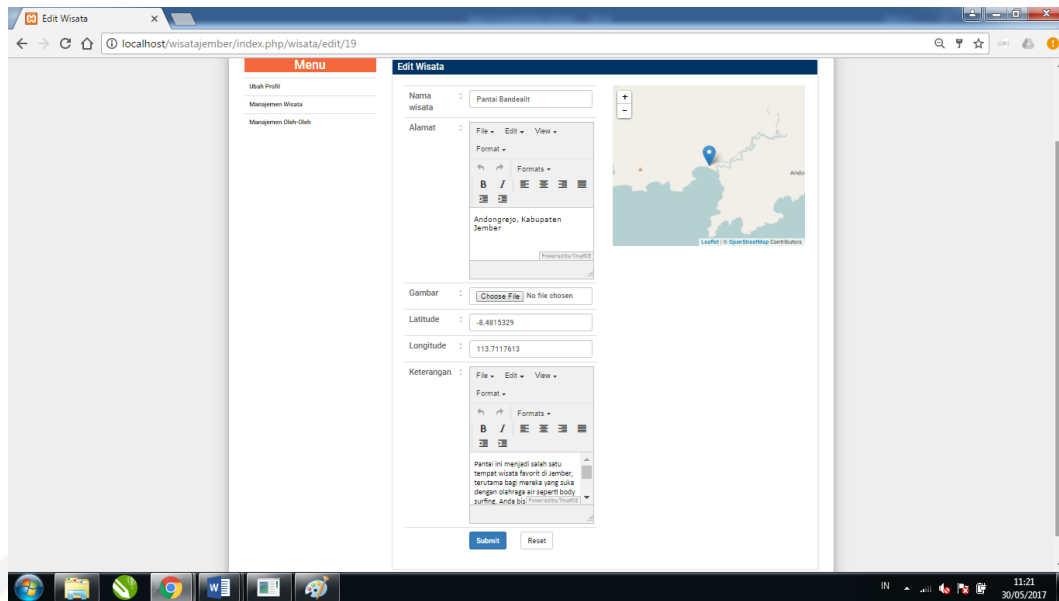 Edit Wisata
localhost/wisatajember/index.php/wisata/edit/19
Menu
Ubah Profil
Manajemen Wisata
Manajemen Oleh-Oleh
Edit Wisata
Nama wisata : Pantai Bandealit
Alamat :
File Edit View
Format
Formats
B I
Andongrejo, Kabupaten
Jember
Powered by TinyMCE
Gambar : Choose File No file chosen
Latitude : -8.4815329
Longitude : 113.7117613
Keterangan :
File Edit View
Format
Formats
B I
Pantai ini menjadi salah satu
tempat wisata favorit di Jember,
terutama bagi mereka yang suka
dengan olahraga air seperti body
surfing. Anda bis
Powered by TinyMCE
Submit Reset
+
-
Ando
Leaflet | © OpenStreetMap Contributors
IN
11:21
30/05/2017